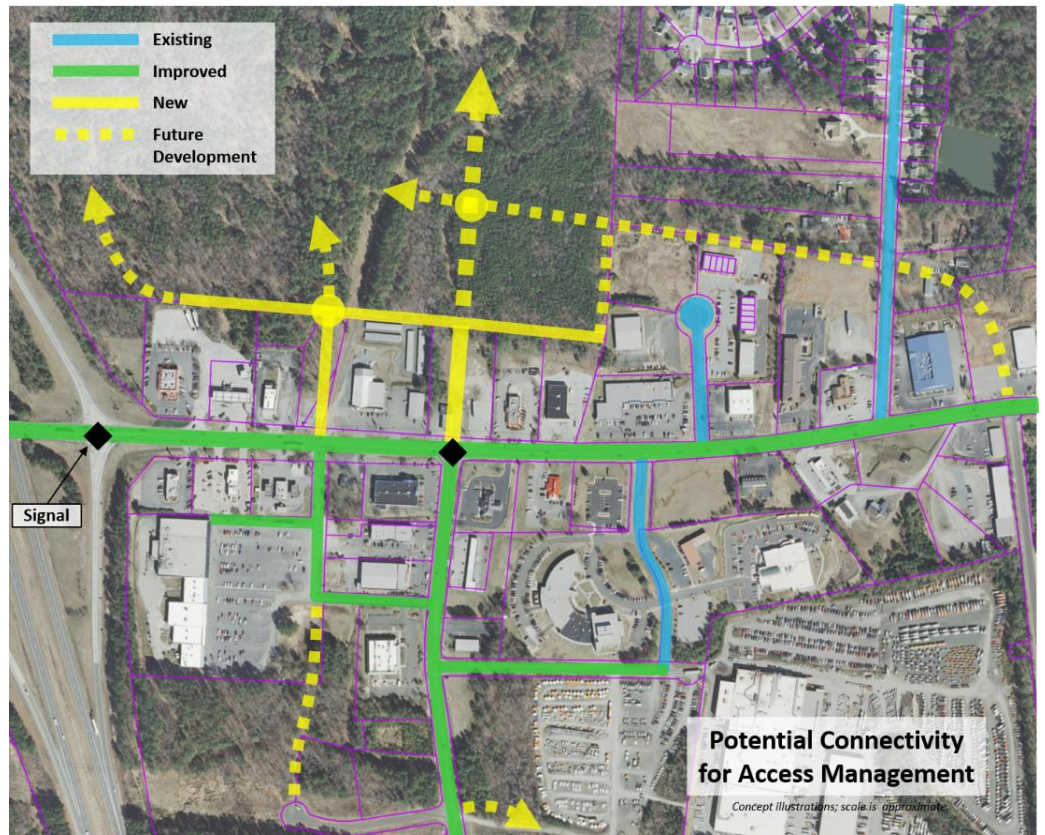 Existing
Improved
New
Future
Development
Signal
Potential Connectivity
for Access Management
Concept illustrations; scale is approximate.